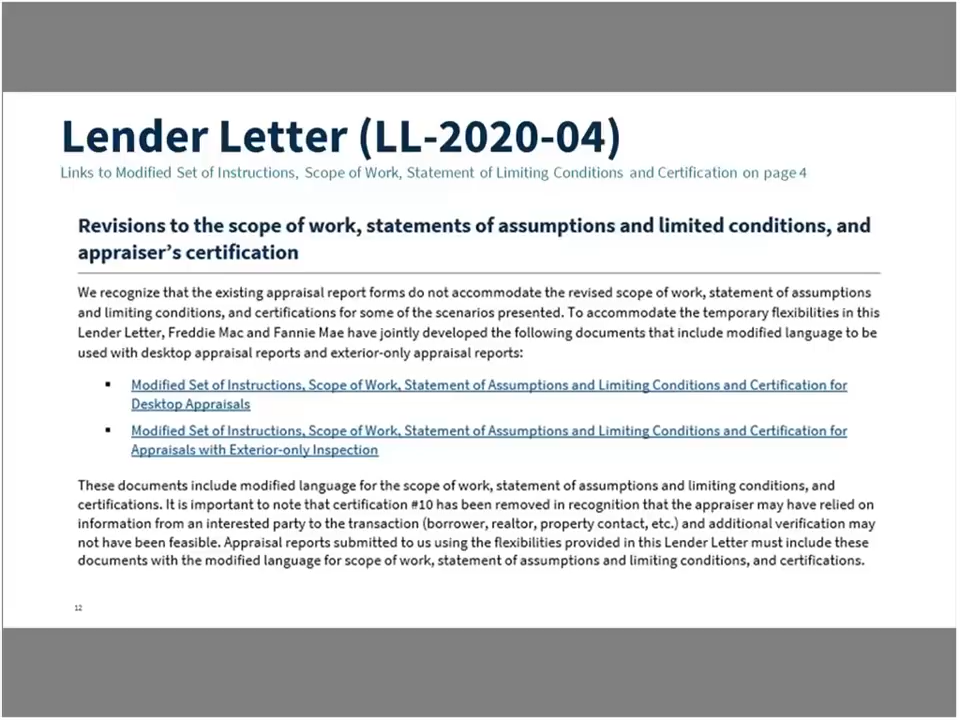 Lender Letter (LL-2020-04)
Links to Modified Set of Instructions, Scope of Work, Statement of Limiting Conditions and Certification on page 4
Revisions to the scope of work, statements of assumptions and limited conditions, and
appraiser's certification
We recognize that the existing appraisal report forms do not accommodate the revised scope of work, statement of assumptions
and limiting conditions, and certifications for some of the scenarios presented. To accommodate the temporary flexibilities in this
Lender Letter, Freddie Mac and Fannie Mae have jointly developed the following documents that include modified language to be
used with desktop appraisal reports and exterior-only appraisal reports:
▪ Modified Set of Instructions, Scope of Work, Statement of Assumptions and Limiting Conditions and Certification for
Desktop Appraisals
▪ Modified Set of Instructions, Scope of Work, Statement of Assumptions and Limiting Conditions and Certification for
Appraisals with Exterior-only Inspection
These documents include modified language for the scope of work, statement of assumptions and limiting conditions, and
certifications. It is important to note that certification #10 has been removed in recognition that the appraiser may have relied on
information from an interested party to the transaction (borrower, realtor, property contact, etc.) and additional verification may
not have been feasible. Appraisal reports submitted to us using the flexibilities provided in this Lender Letter must include these
documents with the modified language for scope of work, statement of assumptions and limiting conditions, and certifications.
12